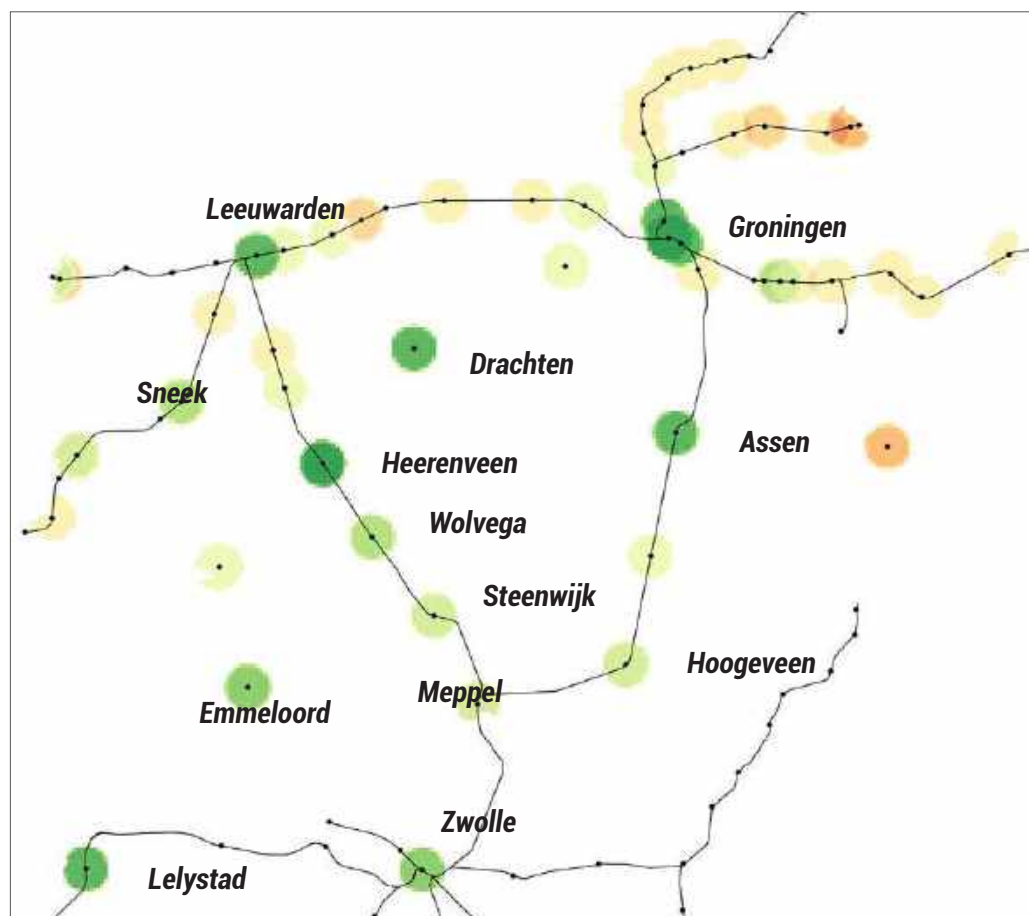 Leeuwarden
Groningen
Drachten
Sneek
Assen
Heerenveen
Wolvega
Steenwijk
Hoogeveen
Meppel
Emmeloord
Zwolle
Lelystad